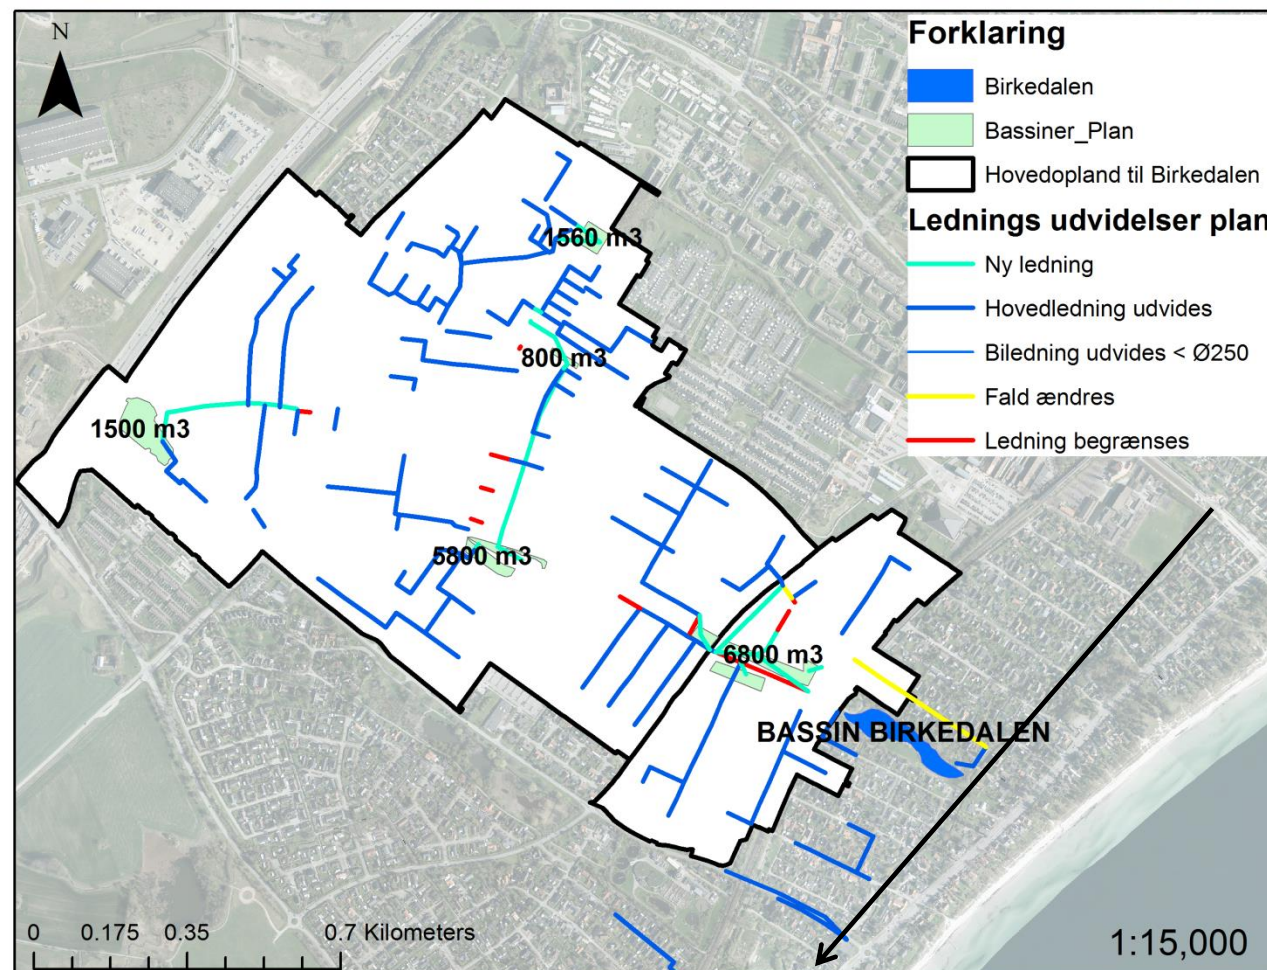 N
Forklaring
Birkedalen
Bassiner_Plan
Hovedopland til Birkedalen
Lednings udvidelser plan
Ny ledning
Hovedledning udvides
Biledning udvides < Ø250
Fald ændres
Ledning begrænses
1560 m3
800 m3
1500 m3
5800 m3
6800 m3
BASSIN BIRKEDALEN
0 0.175 0.35 0.7 Kilometers
1:15,000